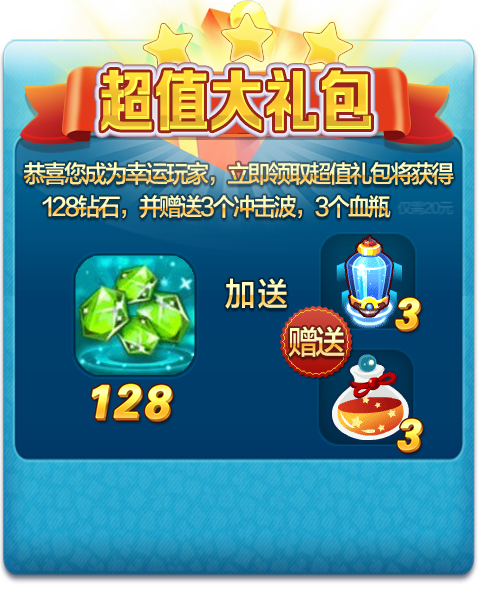 超值大礼包
恭喜您成为幸运玩家，立即领取超值礼包将获得
128钻石，并赠送3个冲击波，3个血瓶 仅需20元
加送
3
赠送
128
3